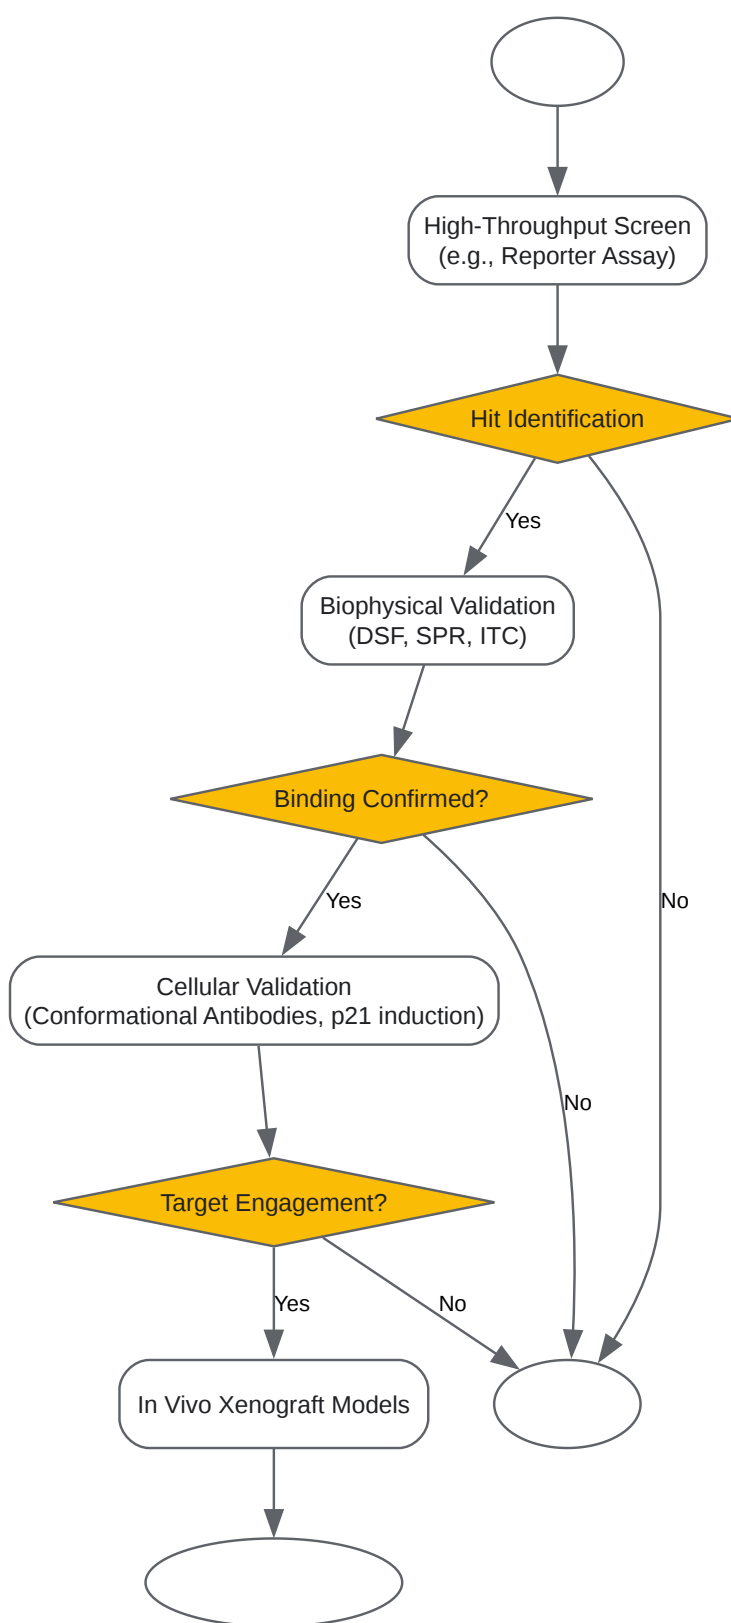 High-Throughput Screen
(e.g., Reporter Assay)
Hit Identification
Yes
Biophysical Validation
(DSF, SPR, ITC)
Binding Confirmed?
Yes
No
Cellular Validation
(Conformational Antibodies, p21 induction)
No
Target Engagement?
Yes
No
In Vivo Xenograft Models